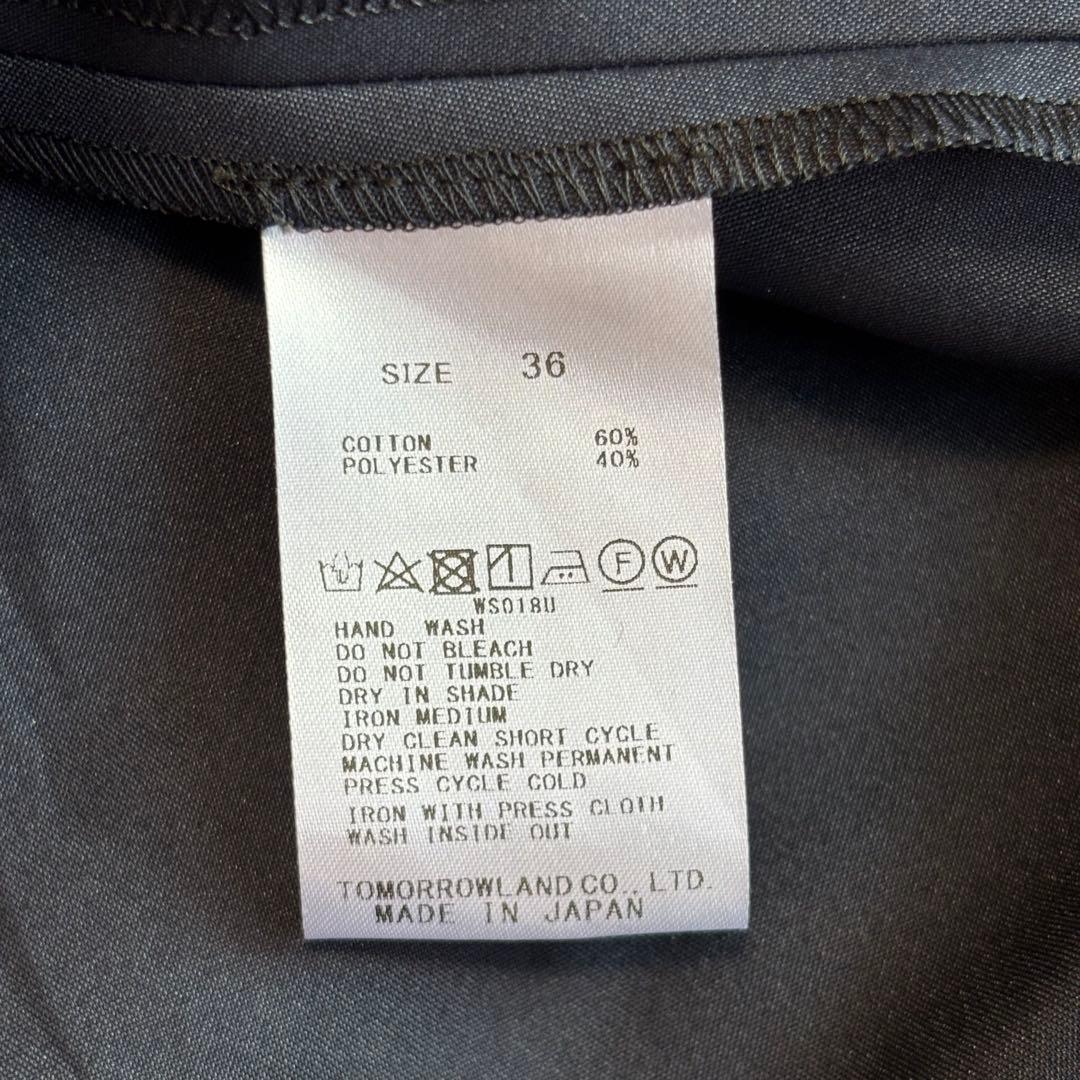 SIZE 36
COTTON 60%
POLYESTER 40%
F W
WS018U
HAND WASH
DO NOT BLEACH
DO NOT TUMBLE DRY
DRY IN SHADE
IRON MEDIUM
DRY CLEAN SHORT CYCLE
MACHINE WASH PERMANENT
PRESS CYCLE COLD
IRON WITH PRESS CLOTH
WASH INSIDE OUT
TOMORROWLAND CO., LTD.
MADE IN JAPAN